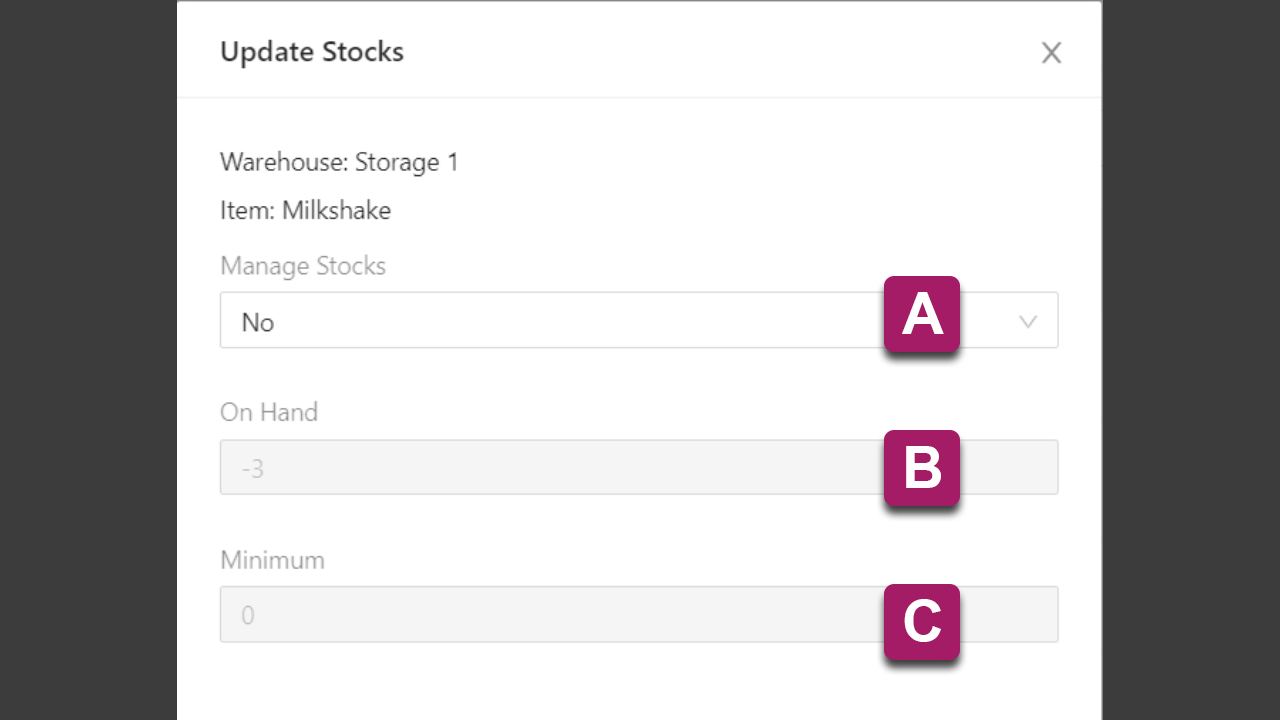 Update Stocks
Warehouse: Storage 1
Item: Milkshake
Manage Stocks
No
A
On Hand
-3
B
Minimum
0
C